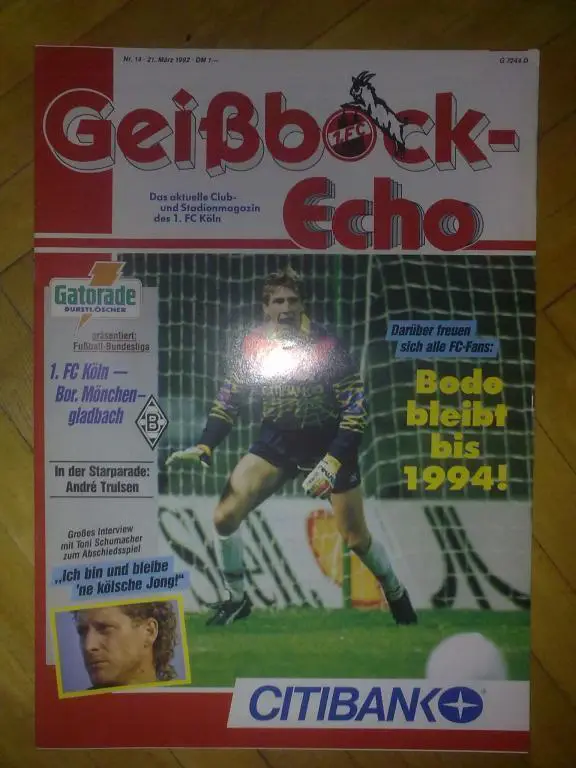 Nr. 14 · 21. März 1992 · DM 1,—
G 7244 D
Geißbock-
1.FC
Echo
Das aktuelle Club-
und Stadionmagazin
des 1. FC Köln
Gatorade
DURSTLÖSCHER
präsentiert:
Fußball-Bundesliga
1. FC Köln —
Bor. Mönchen-
gladbach
B
In der Starparade:
André Trulsen
Großes Interview
mit Toni Schumacher
zum Abschiedsspiel
„Ich bin und bleibe
'ne kölsche Jong!"
Darüber freuen
sich alle FC-Fans:
Bodo
bleibt
bis
1994!
Shell
CITIBANK